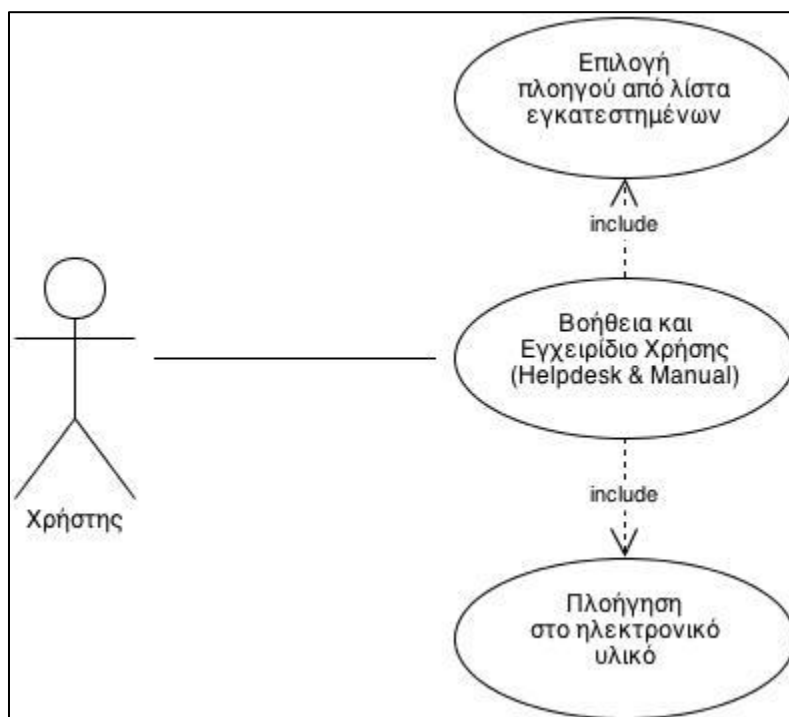 Επιλογή
πλοηγού από λίστα
εγκατεστημένων
include
Βοήθεια και
Εγχειρίδιο Χρήσης
(Helpdesk & Manual)
include
Χρήστης
Πλοήγηση
στο ηλεκτρονικό
υλικό